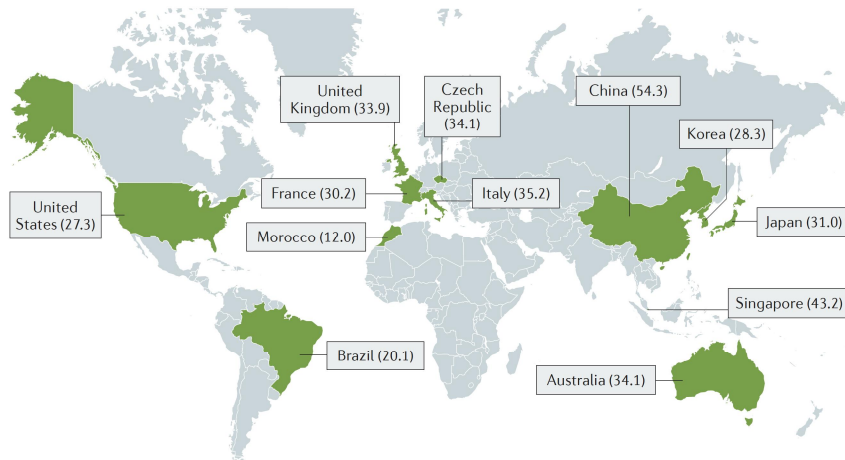 United
Kingdom (33.9)
Czech
Republic
(34.1)
China (54.3)
Korea (28.3)
United
States (27.3)
France (30.2)
Italy (35.2)
Morocco (12.0)
Japan (31.0)
Singapore (43.2)
Brazil (20.1)
Australia (34.1)